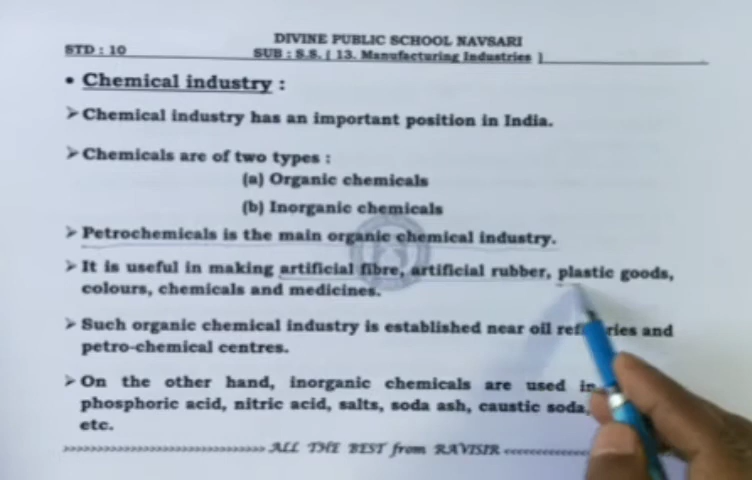 DIVINE PUBLIC SCHOOL NAVSARI
STD : 10 SUB : S.S. [ 13. Manufacturing Industries ]
• Chemical industry :
➢ Chemical industry has an important position in India.
➢ Chemicals are of two types :
(a) Organic chemicals
(b) Inorganic chemicals
➢ Petrochemicals is the main organic chemical industry.
➢ It is useful in making artificial fibre, artificial rubber, plastic goods,
colours, chemicals and medicines.
➢ Such organic chemical industry is established near oil and
petro-chemical centres.
➢ On the other hand, inorganic chemicals are used in
phosphoric acid, nitric acid, salts, soda ash, caustic soda,
etc.
»»»»»»»»»»»»»»» ALL THE BEST from RAVISIR «««««««